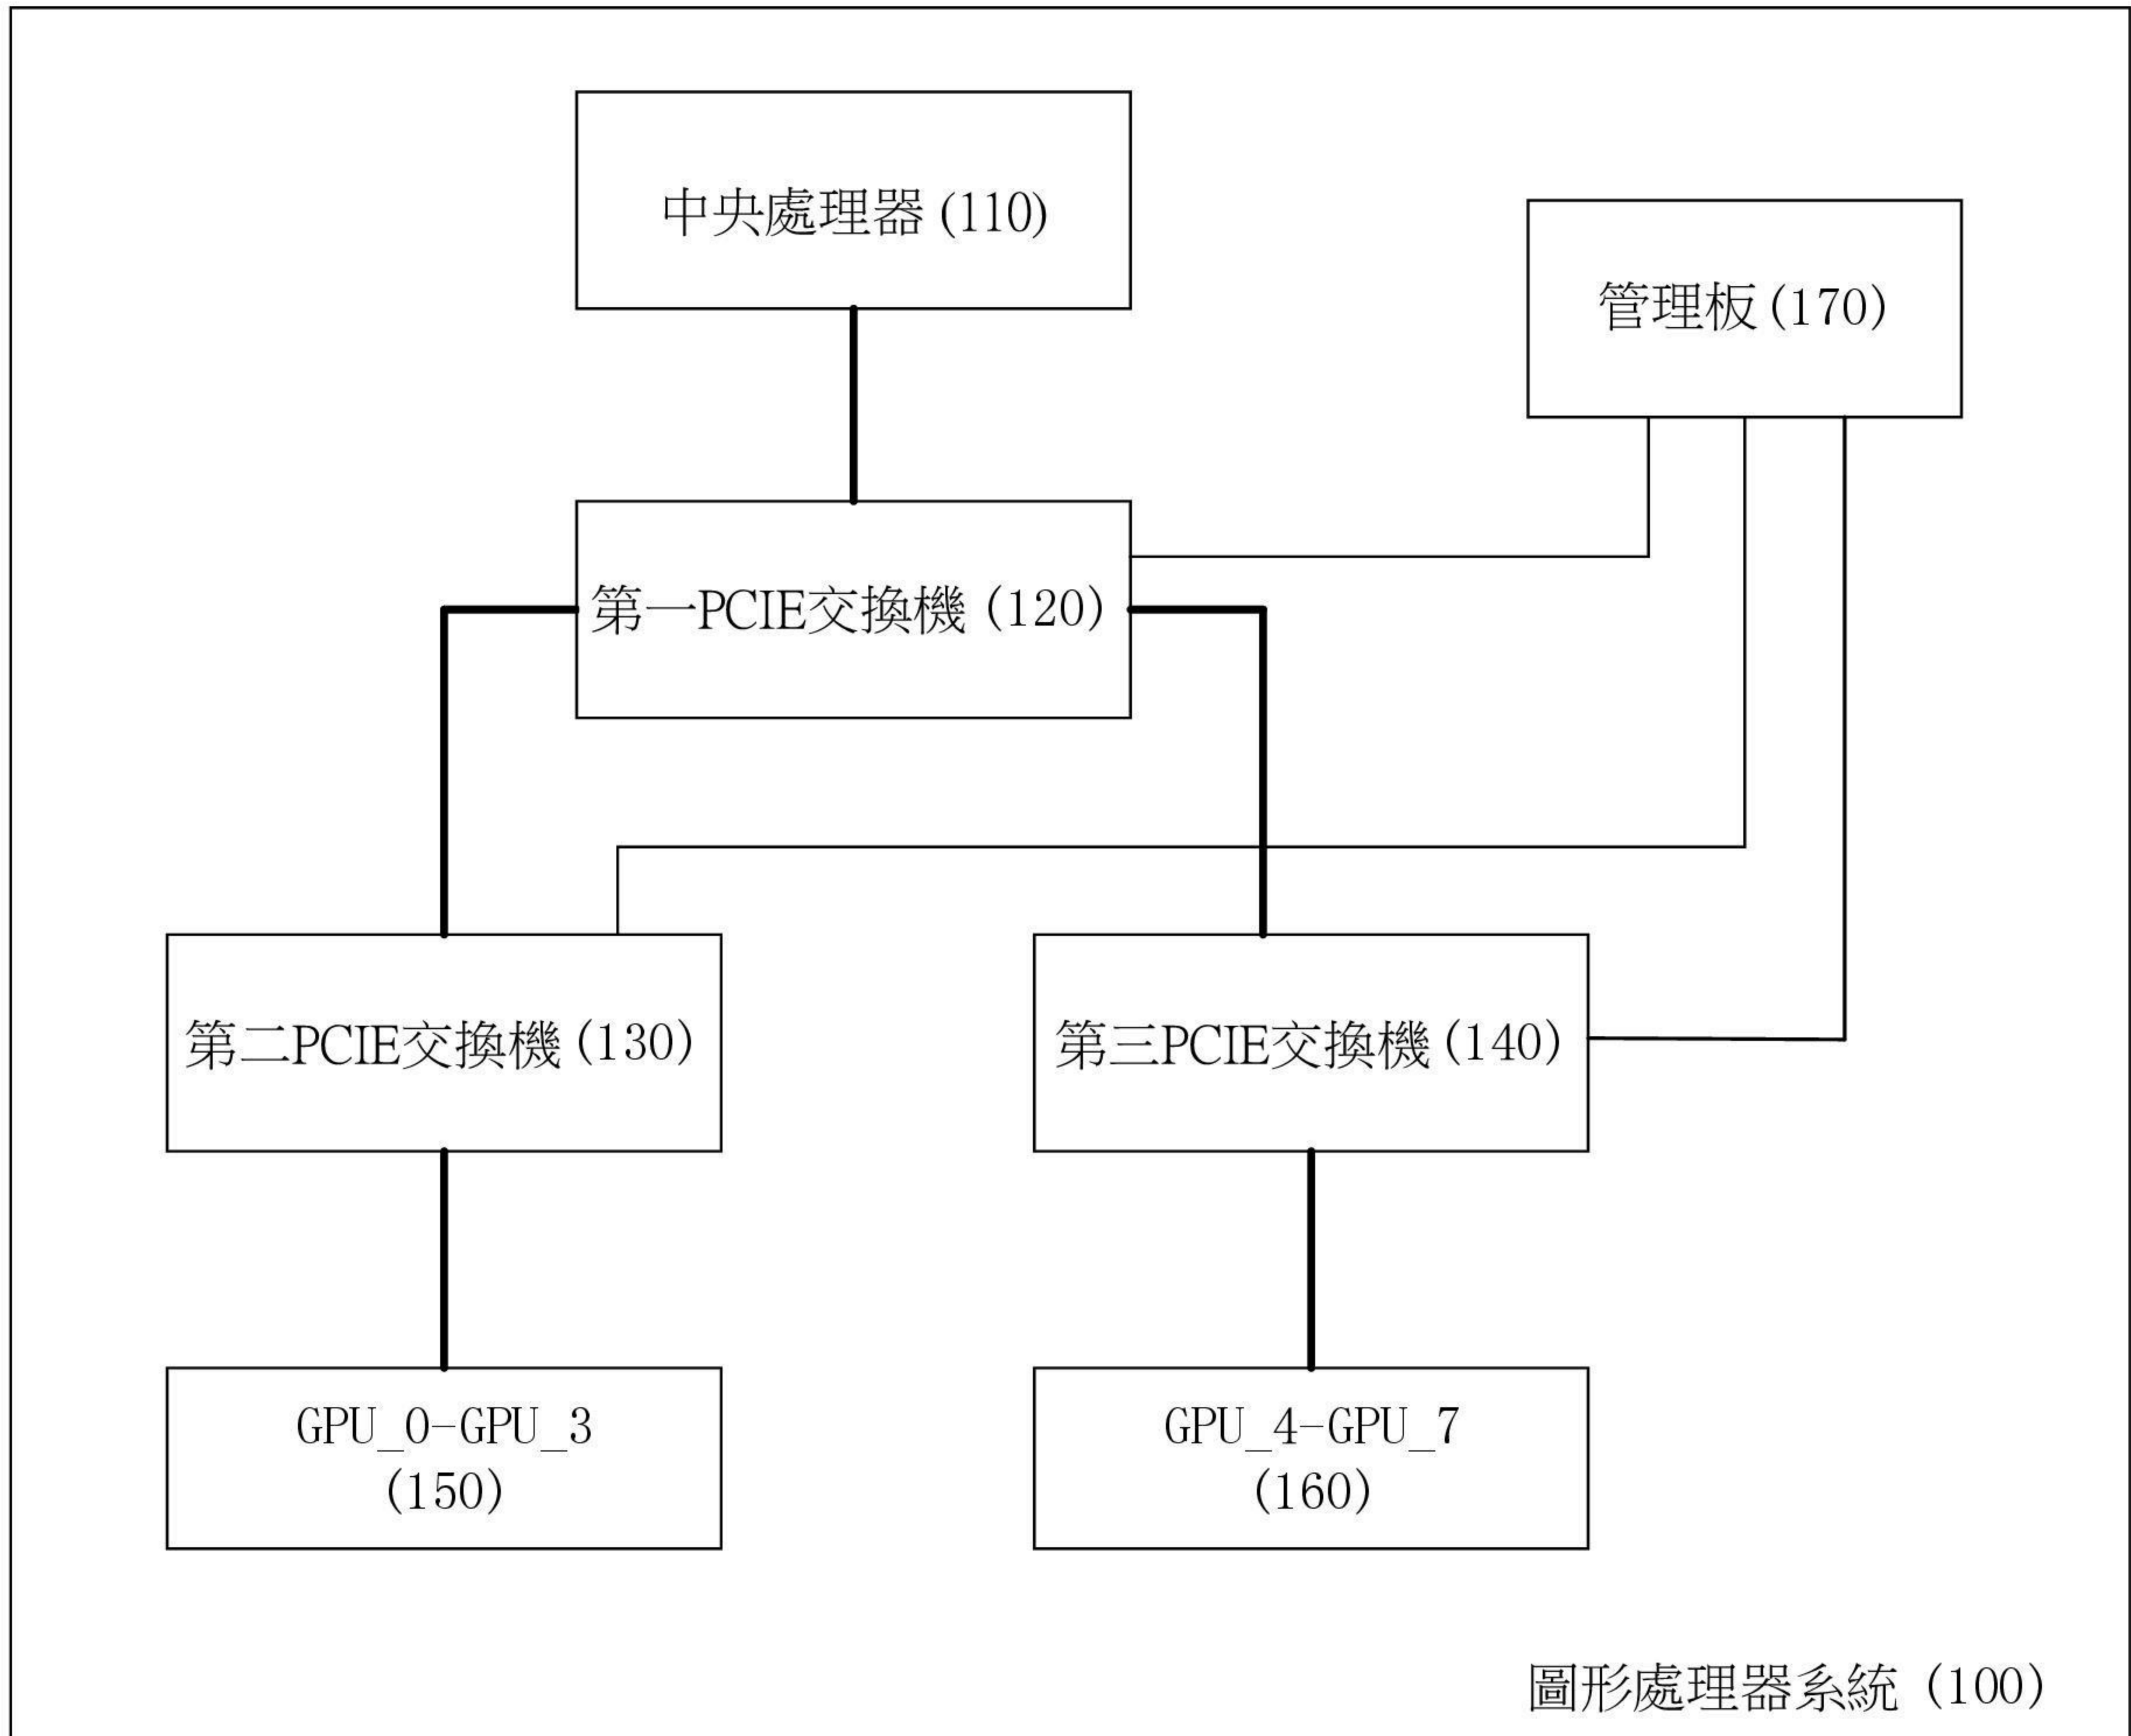 中央處理器(110)
管理板(170)
第一PCIE交換機(120)
第二PCIE交換機(130)
第三PCIE交換機(140)
GPU_0-GPU_3
(150)
GPU_4-GPU_7
(160)
圖形處理器系統 (100)